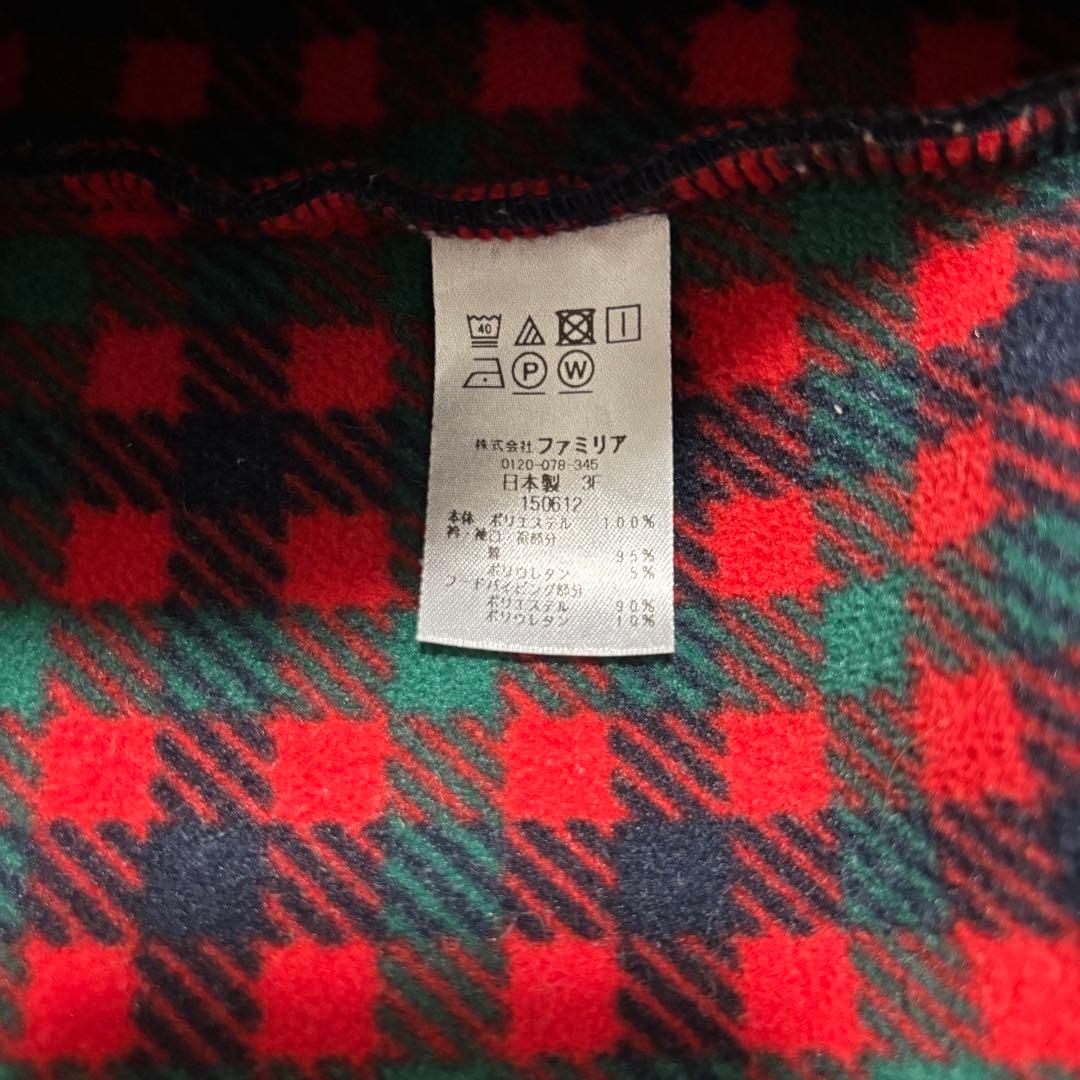 40
P W
株式会社 ファミリア
0120-078-345
日本製 3F
150612
本体 ポリエステル 100%
衿・袖口・裾部分
綿 95%
ポリウレタン 5%
フードパイピング部分
ポリエステル 90%
ポリウレタン 10%